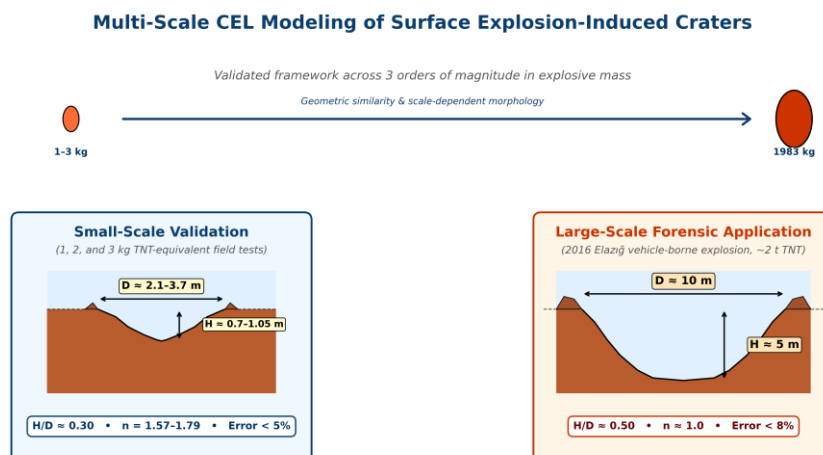 Multi-Scale CEL Modeling of Surface Explosion-Induced Craters
Validated framework across 3 orders of magnitude in explosive mass
Geometric similarity & scale-dependent morphology
1–3 kg
1983 kg
Small-Scale Validation
(1, 2, and 3 kg TNT-equivalent field tests)
D ≈ 2.1–3.7 m
H ≈ 0.7–1.05 m
H/D ≈ 0.30 • n = 1.57–1.79 • Error < 5%
Large-Scale Forensic Application
(2016 Elazığ vehicle-borne explosion, ~2 t TNT)
D ≈ 10 m
H ≈ 5 m
H/D ≈ 0.50 • n ≈ 1.0 • Error < 8%